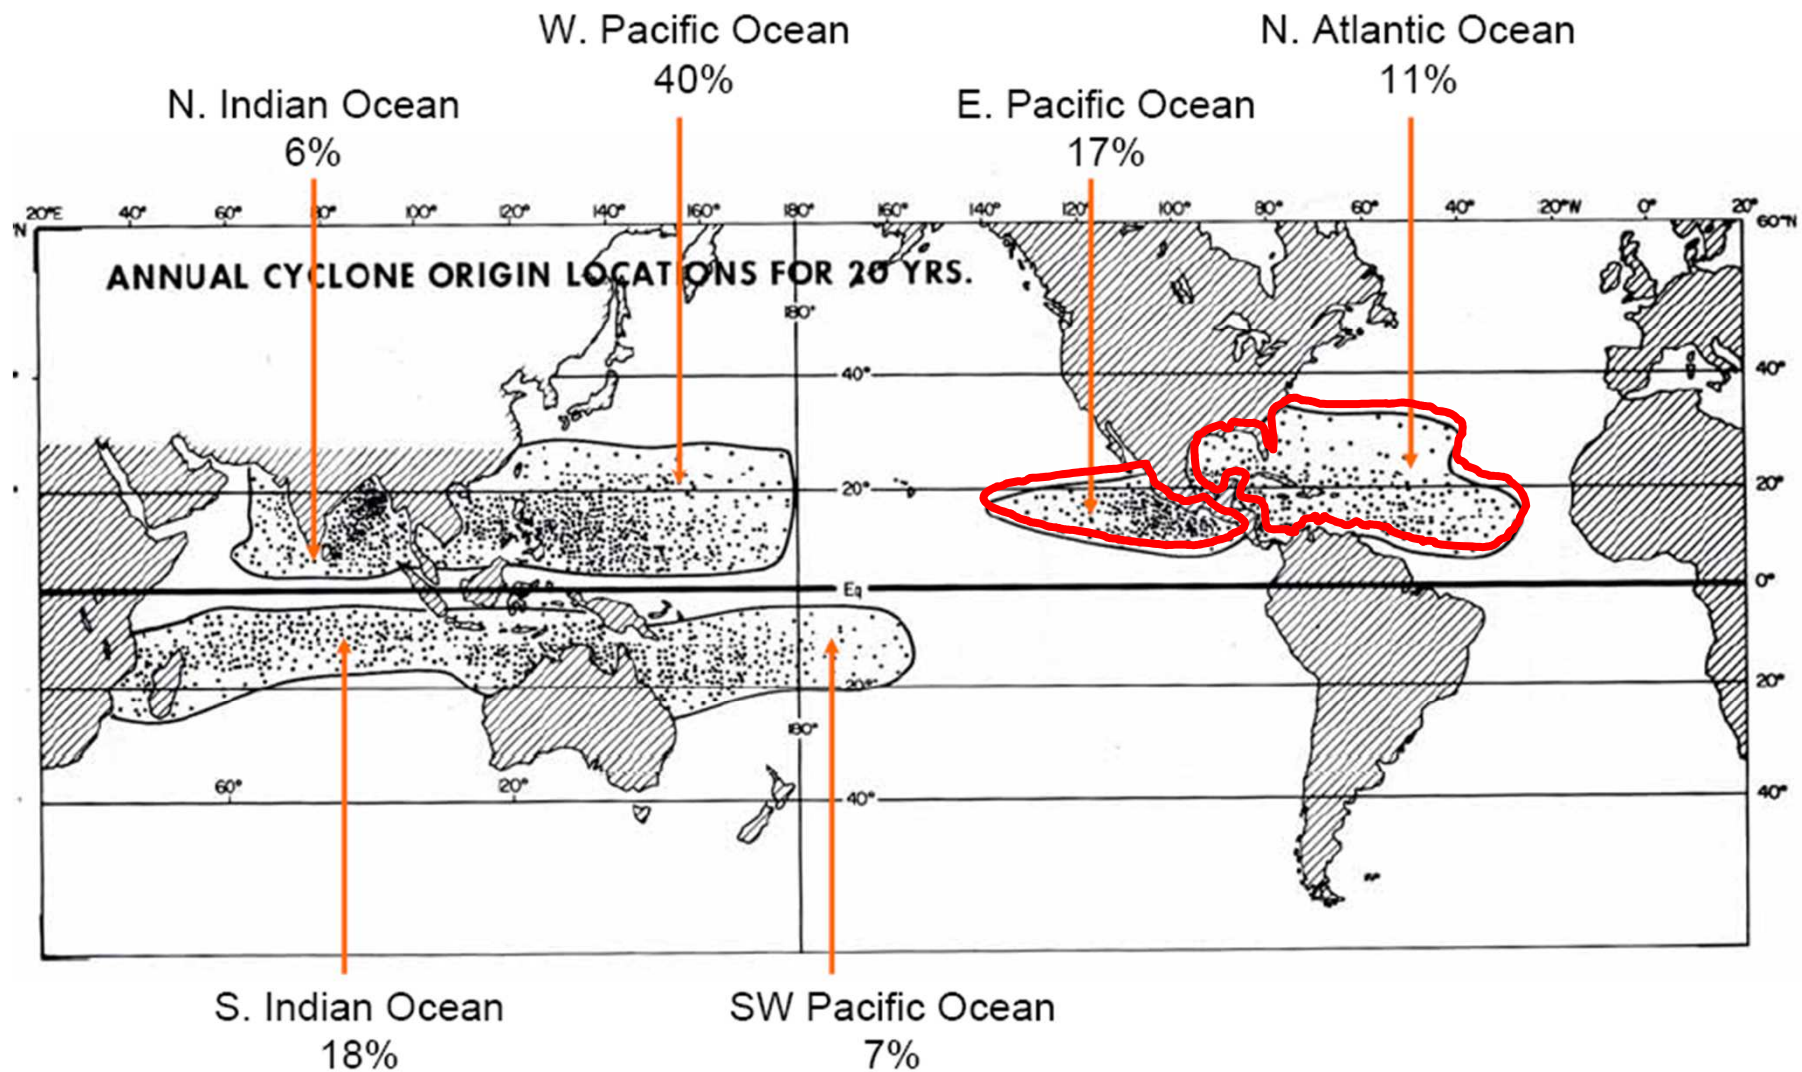 W. Pacific Ocean
40%
N. Atlantic Ocean
11%
N. Indian Ocean
6%
E. Pacific Ocean
17%
20°E 40° 60° 80° 100° 120° 140° 160° 180° 160° 140° 120° 100° 80° 60° 40° 20°W 0° 20°
°N
60°N
ANNUAL CYCLONE ORIGIN LOCATIONS FOR 20 YRS.
180°
40°
40°
20°
20°
Eq
0°
20°
20°
180°
60°
20°
40°
40°
S. Indian Ocean
18%
SW Pacific Ocean
7%